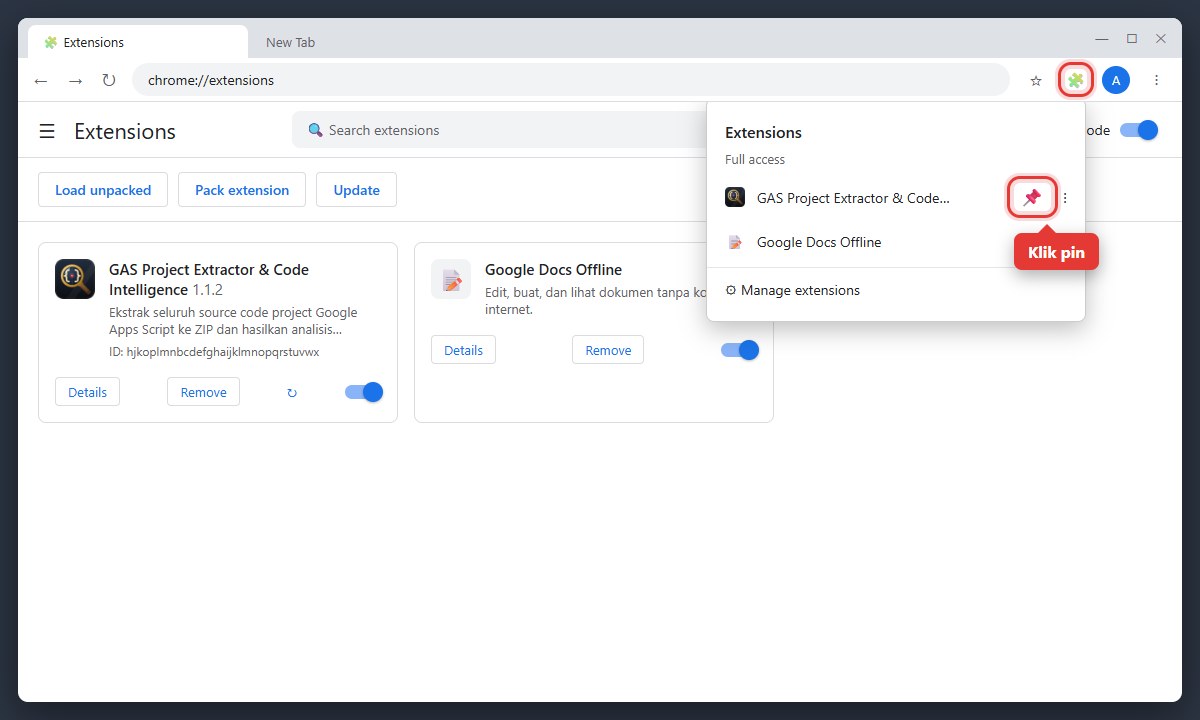 Extensions
New Tab
chrome://extensions
A
Extensions
Search extensions
ode
Load unpacked
Pack extension
Update
Extensions
Full access
GAS Project Extractor & Code...
Google Docs Offline
Klik pin
Manage extensions
GAS Project Extractor & Code
Intelligence 1.1.2
Ekstrak seluruh source code project Google
Apps Script ke ZIP dan hasilkan analisis...
ID: hjkoplmnbcdefghaijklmnopqrstuvwx
Details
Remove
Google Docs Offline
Edit, buat, dan lihat dokumen tanpa ko
internet.
Details
Remove